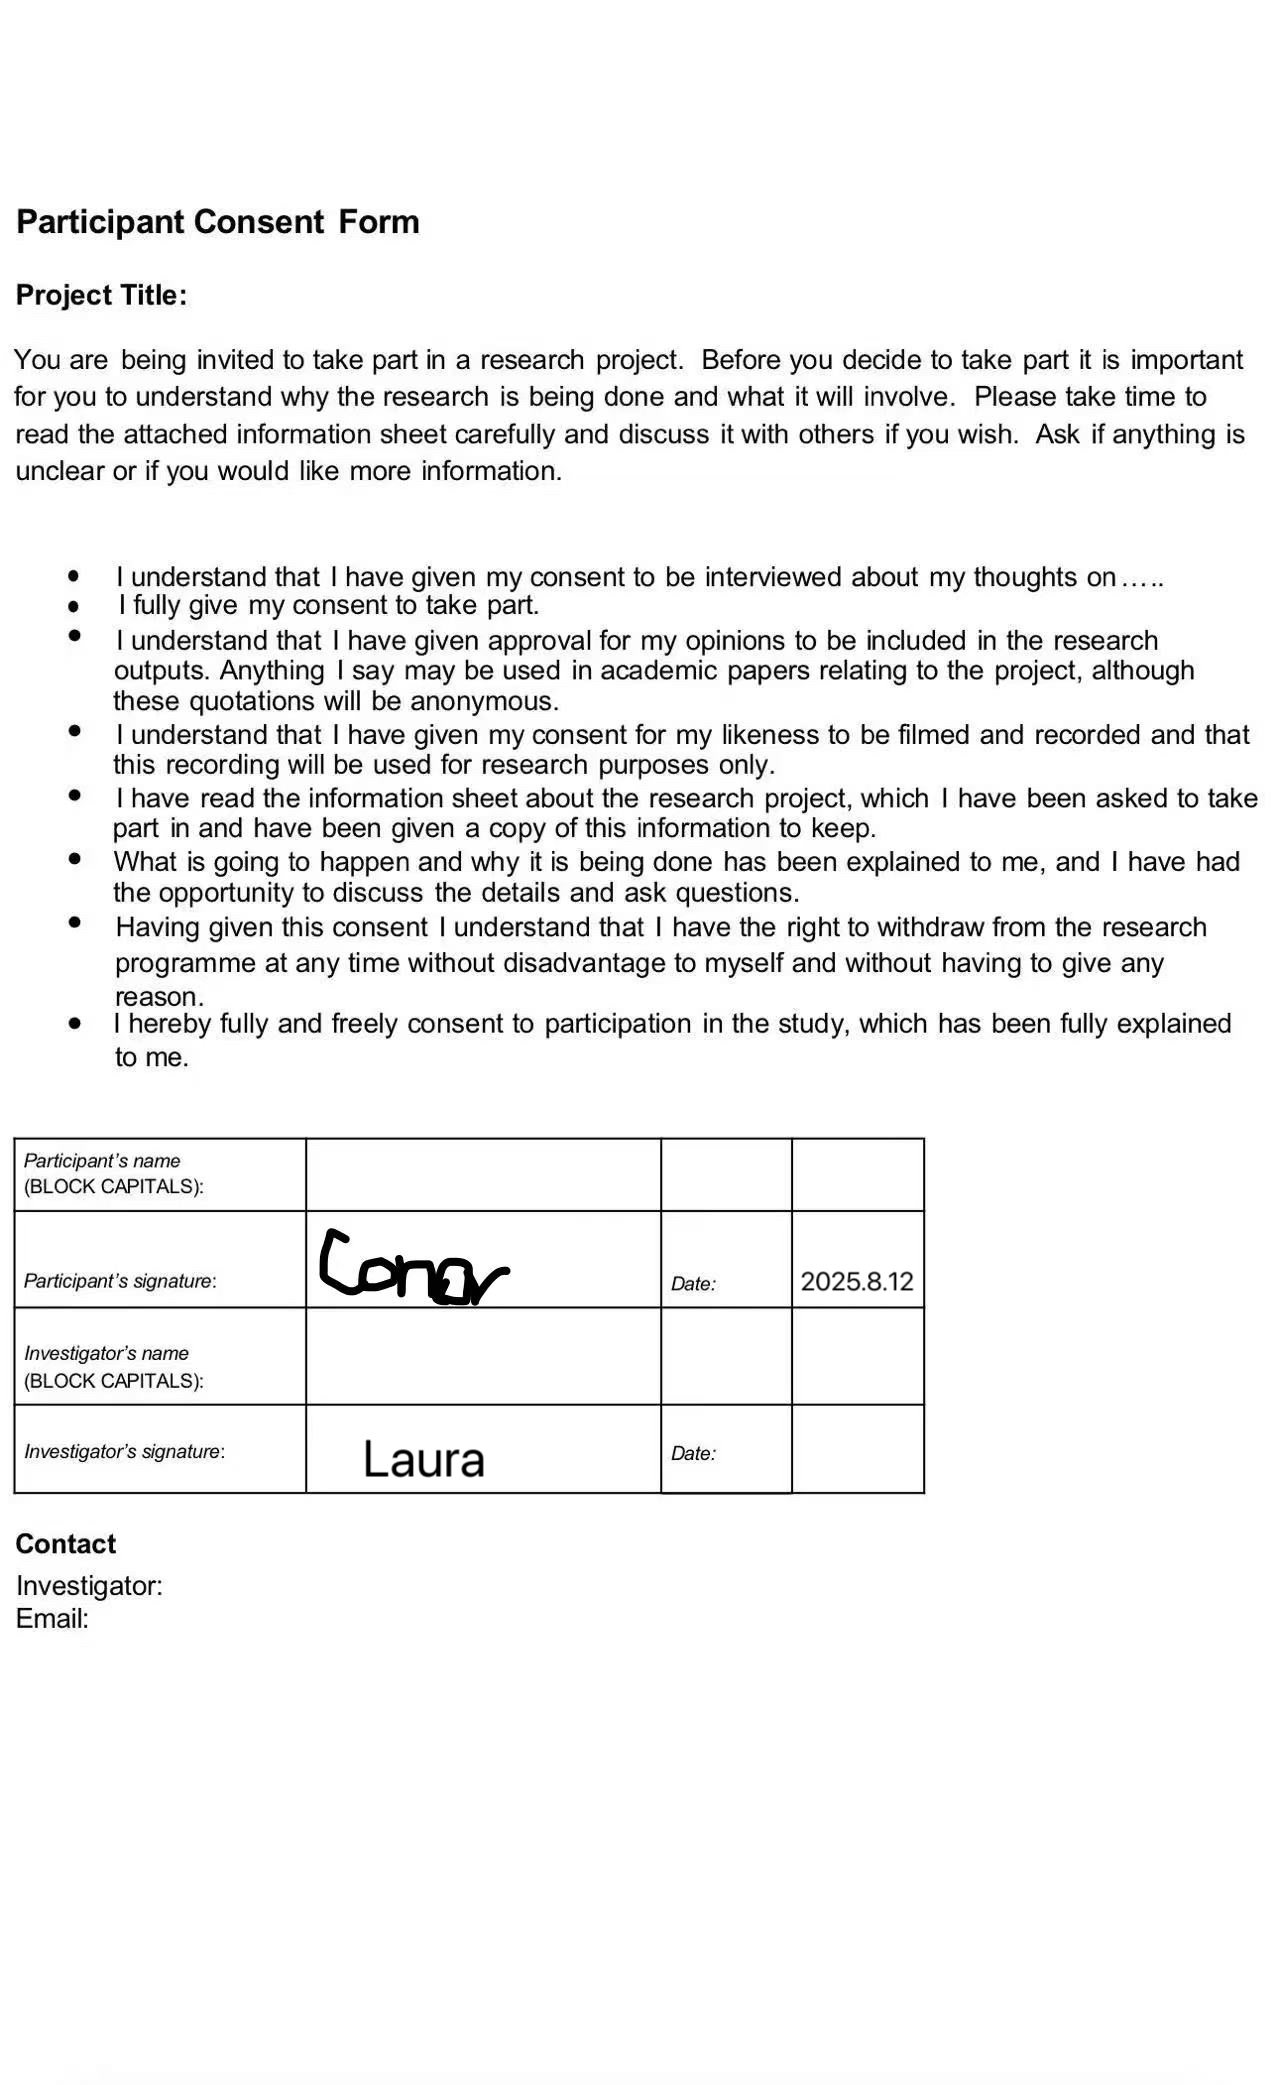 Participant Consent Form
Project Title:
You are being invited to take part in a research project. Before you decide to take part it is important
for you to understand why the research is being done and what it will involve. Please take time to
read the attached information sheet carefully and discuss it with others if you wish. Ask if anything is
unclear or if you would like more information.
• I understand that I have given my consent to be interviewed about my thoughts on…..
• I fully give my consent to take part.
• I understand that I have given approval for my opinions to be included in the research
outputs. Anything I say may be used in academic papers relating to the project, although
these quotations will be anonymous.
• I understand that I have given my consent for my likeness to be filmed and recorded and that
this recording will be used for research purposes only.
• I have read the information sheet about the research project, which I have been asked to take
part in and have been given a copy of this information to keep.
• What is going to happen and why it is being done has been explained to me, and I have had
the opportunity to discuss the details and ask questions.
• Having given this consent I understand that I have the right to withdraw from the research
programme at any time without disadvantage to myself and without having to give any
reason.
• I hereby fully and freely consent to participation in the study, which has been fully explained
to me.
Participant's name
(BLOCK CAPITALS):
Participant's signature: Date: 2025.8.12
Investigator's name
(BLOCK CAPITALS):
Investigator's signature: Laura Date:
Contact
Investigator:
Email: